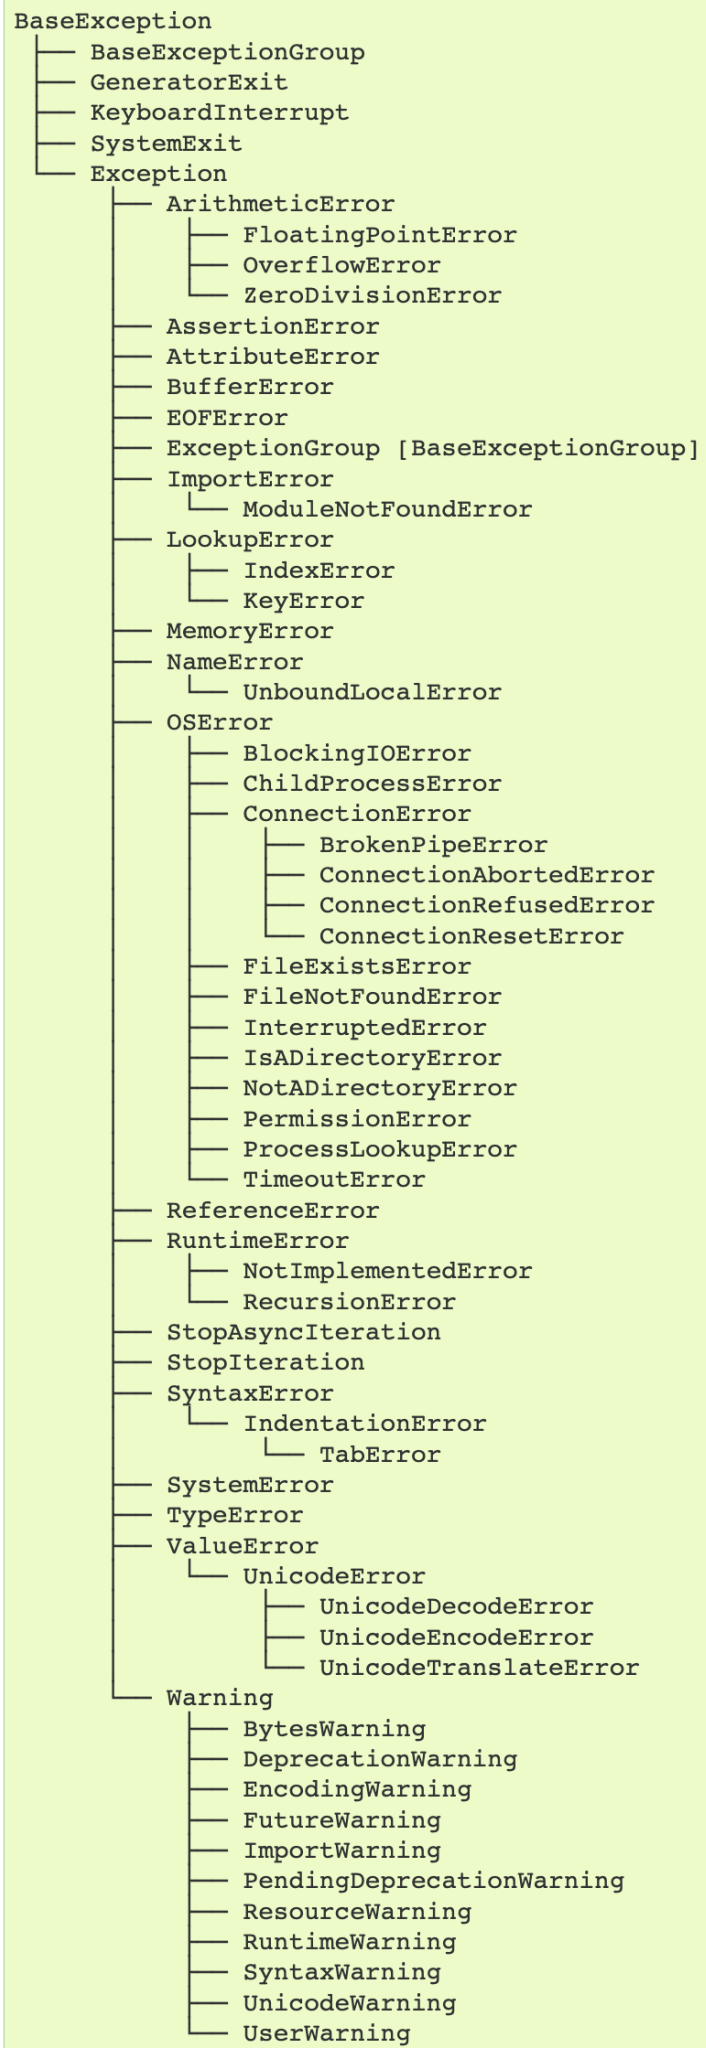 BaseException
├── BaseExceptionGroup
├── GeneratorExit
├── KeyboardInterrupt
├── SystemExit
└── Exception
├── ArithmeticError
├── FloatingPointError
├── OverflowError
└── ZeroDivisionError
├── AssertionError
├── AttributeError
├── BufferError
├── EOFError
├── ExceptionGroup [BaseExceptionGroup]
├── ImportError
└── ModuleNotFoundError
├── LookupError
├── IndexError
└── KeyError
├── MemoryError
├── NameError
└── UnboundLocalError
├── OSError
├── BlockingIOError
├── ChildProcessError
├── ConnectionError
├── BrokenPipeError
├── ConnectionAbortedError
├── ConnectionRefusedError
└── ConnectionResetError
├── FileExistsError
├── FileNotFoundError
├── InterruptedError
├── IsADirectoryError
├── NotADirectoryError
├── PermissionError
├── ProcessLookupError
└── TimeoutError
├── ReferenceError
├── RuntimeError
├── NotImplementedError
└── RecursionError
├── StopAsyncIteration
├── StopIteration
├── SyntaxError
└── IndentationError
└── TabError
├── SystemError
├── TypeError
├── ValueError
└── UnicodeError
├── UnicodeDecodeError
├── UnicodeEncodeError
└── UnicodeTranslateError
└── Warning
├── BytesWarning
├── DeprecationWarning
├── EncodingWarning
├── FutureWarning
├── ImportWarning
├── PendingDeprecationWarning
├── ResourceWarning
├── RuntimeWarning
├── SyntaxWarning
├── UnicodeWarning
└── UserWarning